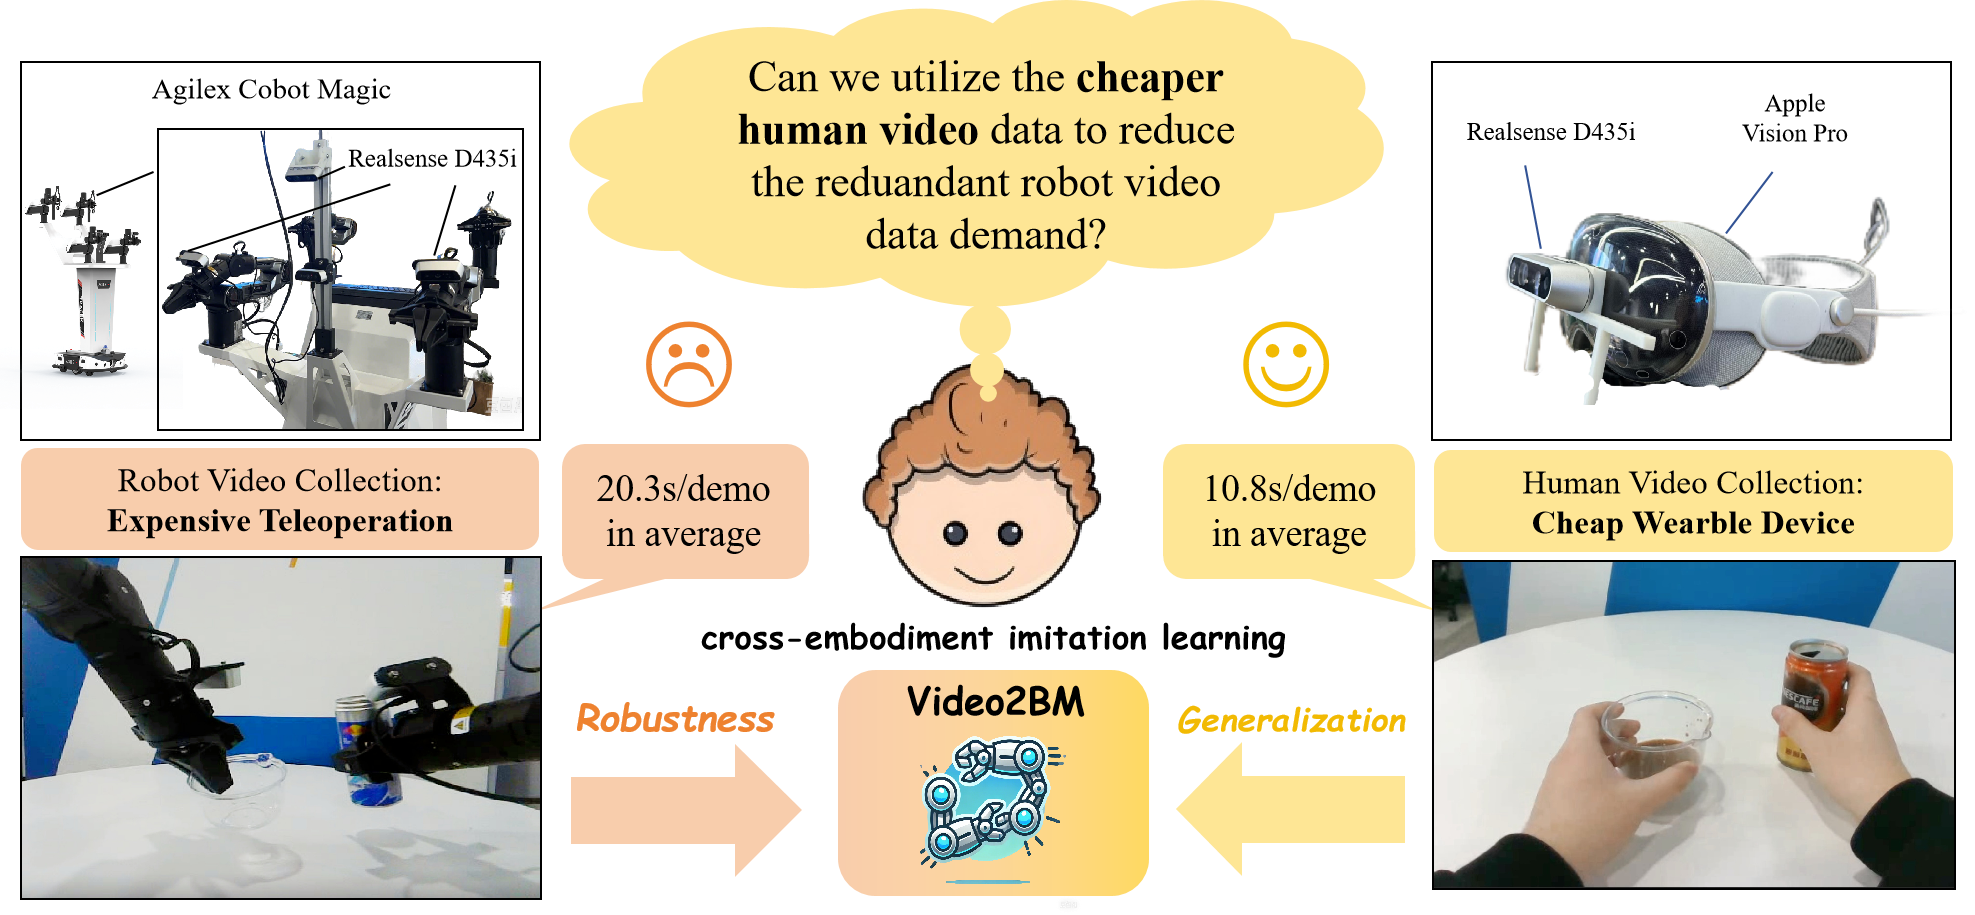 Agilex Cobot Magic
Realsense D435i
Robot Video Collection:
Expensive Teleoperation
Can we utilize the cheaper
human video data to reduce
the reduandant robot video
data demand?
20.3s/demo
in average
10.8s/demo
in average
Realsense D435i
Apple
Vision Pro
Human Video Collection:
Cheap Wearble Device
cross-embodiment imitation learning
Robustness
Video2BM
Generalization
NESCAFE